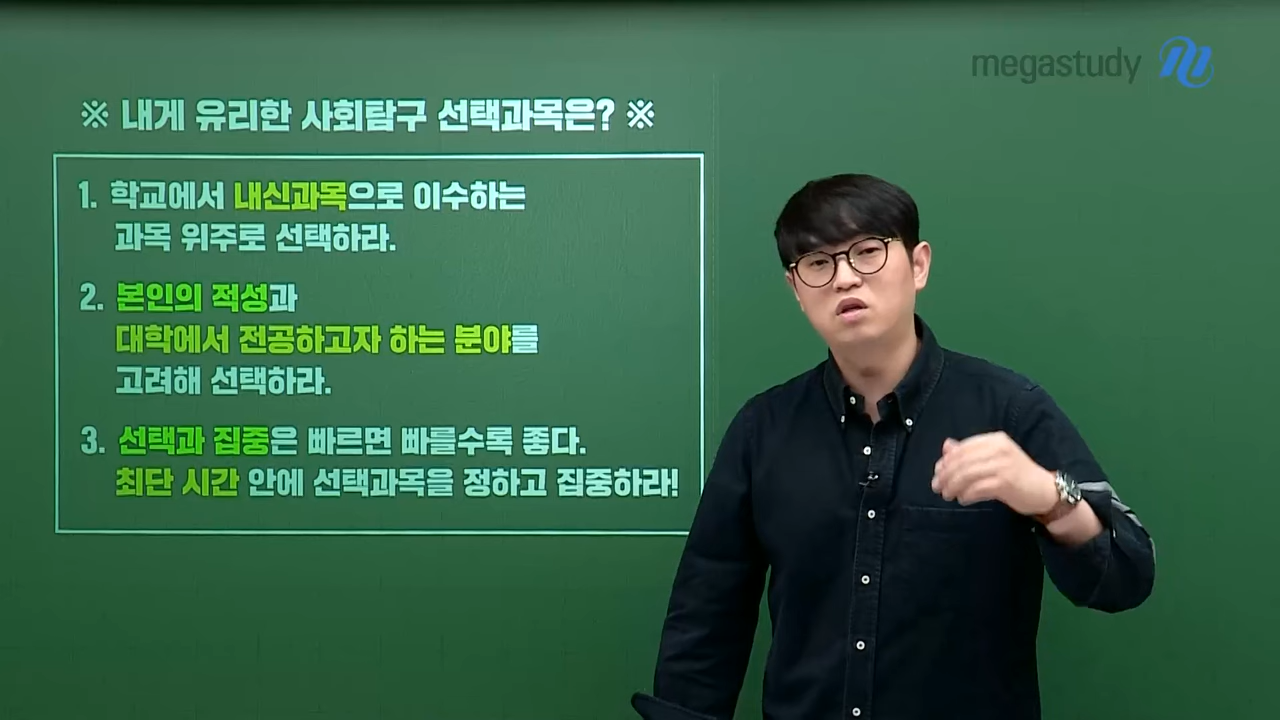 megastudy
※ 내게 유리한 사회탐구 선택과목은? ※
1. 학교에서 내신과목으로 이수하는
과목 위주로 선택하라.
2. 본인의 적성과
대학에서 전공하고자 하는 분야를
고려해 선택하라.
3. 선택과 집중은 빠르면 빠를수록 좋다.
최단 시간 안에 선택과목을 정하고 집중하라!